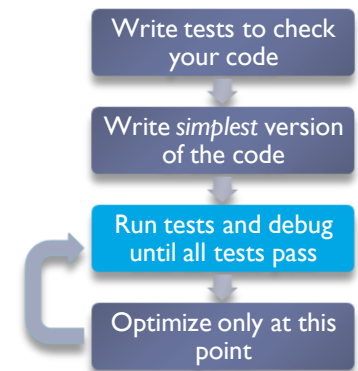 Write tests to check
your code
Write simplest version
of the code
Run tests and debug
until all tests pass
Optimize only at this
point